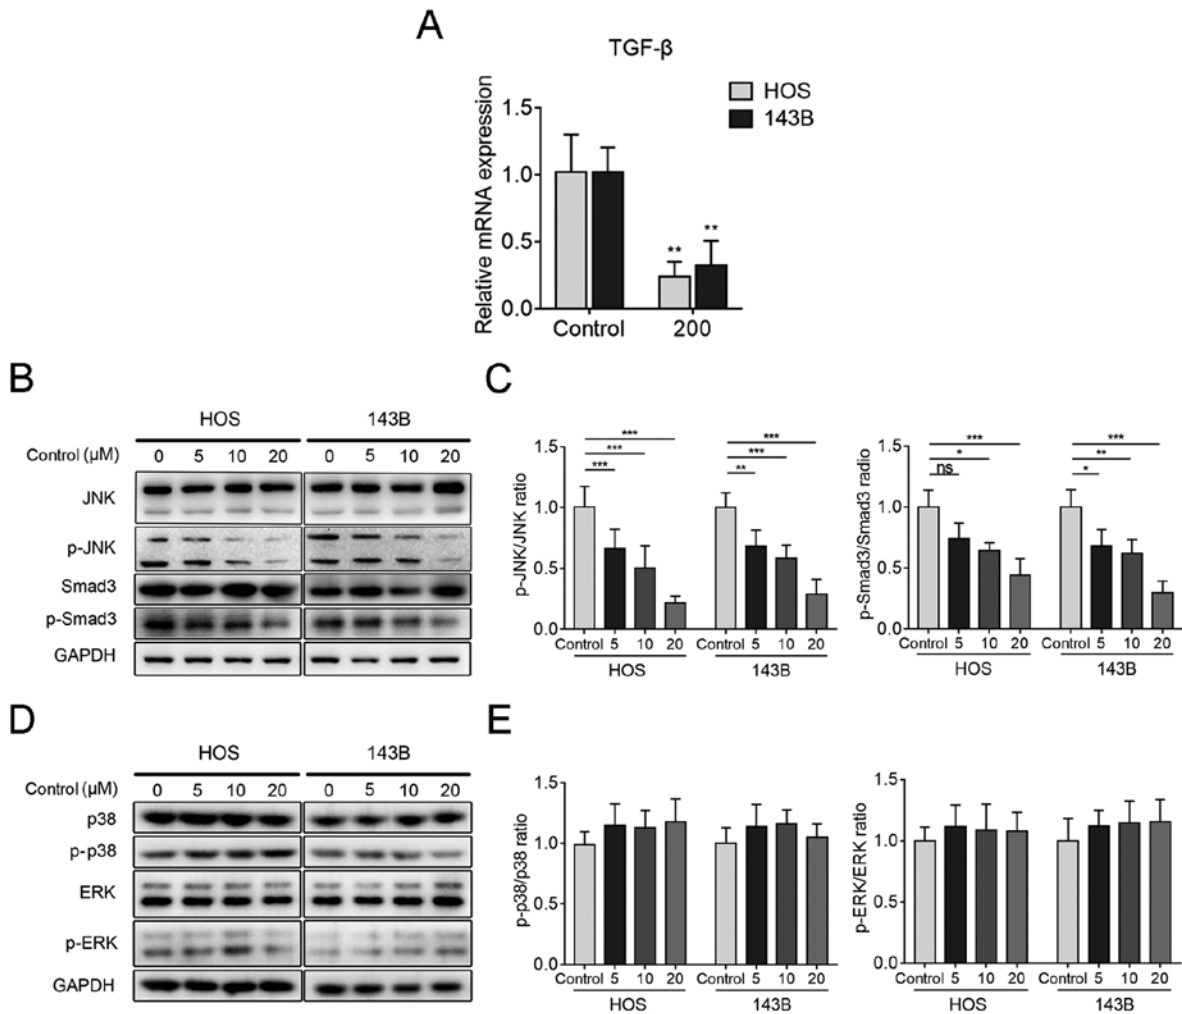 A
TGF-β
HOS
143B
Relative mRNA expression
1.5
1.0
0.5
0.0
** **
Control 200
B
HOS 143B
Control (μM) 0 5 10 20 0 5 10 20
JNK
p-JNK
Smad3
p-Smad3
GAPDH
C
p-JNK/JNK ratio
1.5
1.0
0.5
0.0
***
***
***
***
***
**
Control 5 10 20 Control 5 10 20
HOS 143B
p-Smad3/Smad3 radio
1.5
1.0
0.5
0.0
***
*
ns
***
**
*
Control 5 10 20 Control 5 10 20
HOS 143B
D
HOS 143B
Control (μM) 0 5 10 20 0 5 10 20
p38
p-p38
ERK
p-ERK
GAPDH
E
p-p38/p38 ratio
1.5
1.0
0.5
0.0
Control 5 10 20 Control 5 10 20
HOS 143B
p-ERK/ERK ratio
1.5
1.0
0.5
0.0
Control 5 10 20 Control 5 10 20
HOS 143B